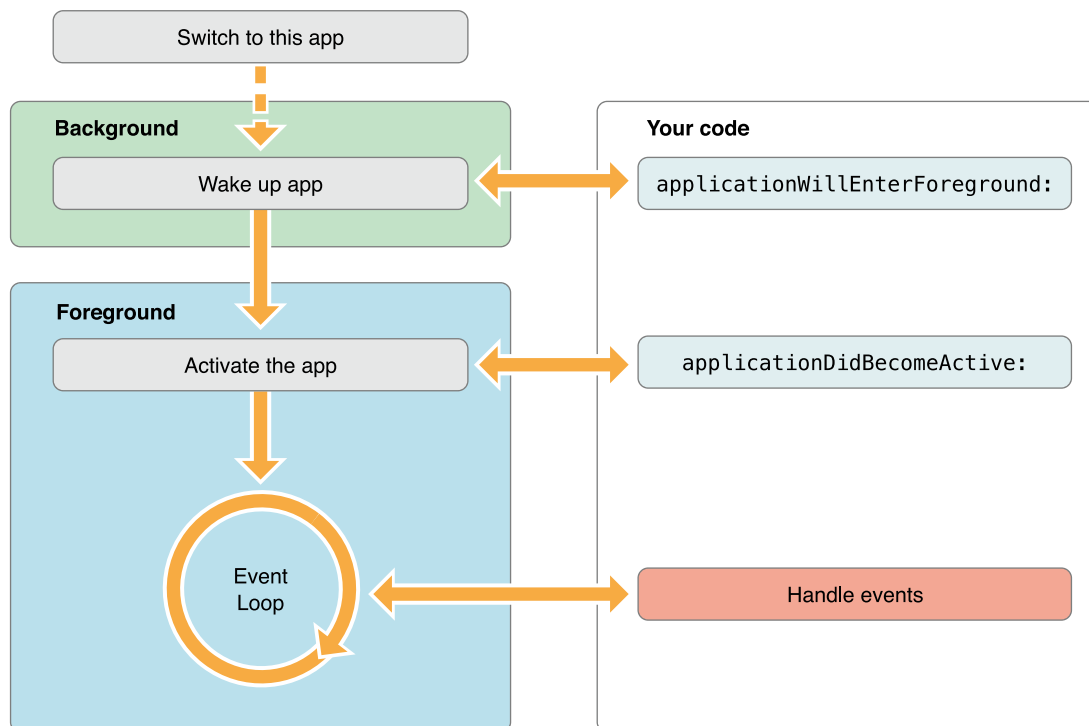 Switch to this app
Background
Your code
Wake up app
applicationWillEnterForeground:
Foreground
Activate the app
applicationDidBecomeActive:
Event
Loop
Handle events